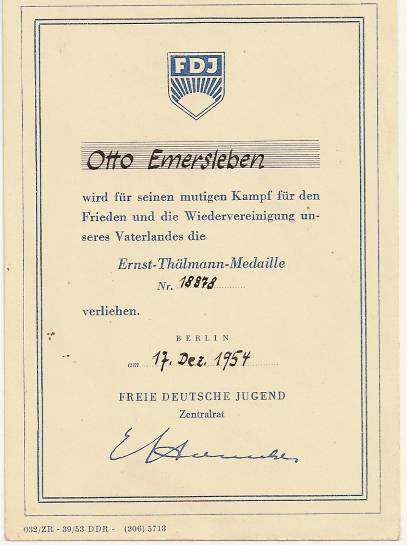 FDJ
Otto Emersleben
wird für seinen mutigen Kampf für den
Frieden und die Wiedervereinigung un-
seres Vaterlandes die
Ernst-Thälmann-Medaille
Nr. 18878
verliehen.
BERLIN
am 17. Dez. 1954
FREIE DEUTSCHE JUGEND
Zentralrat
032/ZR - 39/53 DDR - (206) 5713